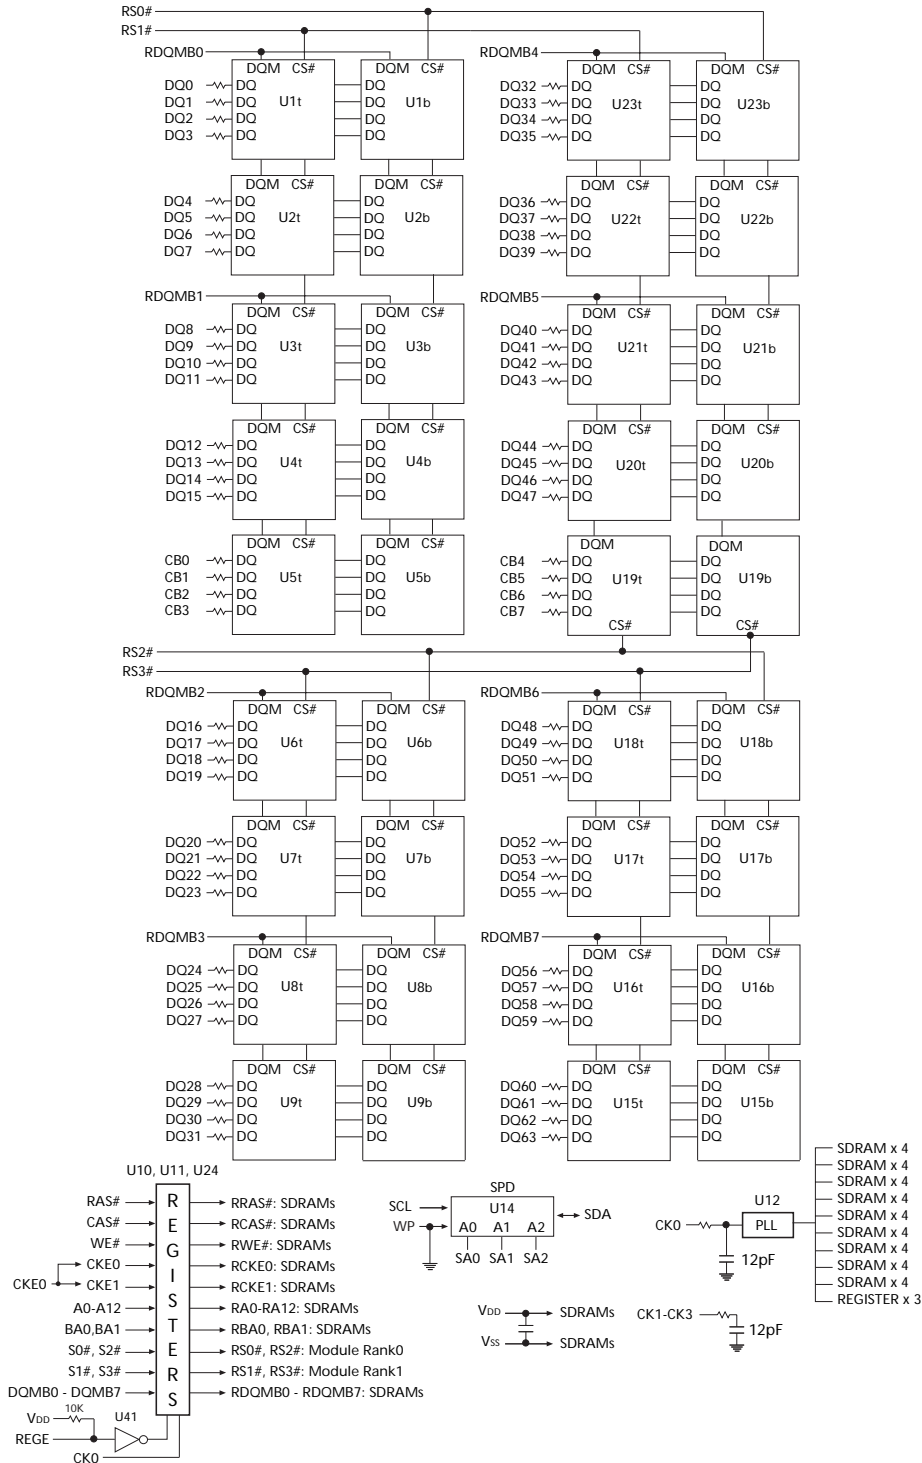 RS0#
RS1#
RDQMB0
RDQMB4
DQM CS#
DQM CS#
DQM CS#
DQM CS#
DQ0 DQ U1t DQ U1b
DQ1 DQ DQ
DQ2 DQ DQ
DQ3 DQ DQ
DQ32 DQ U23t DQ U23b
DQ33 DQ DQ
DQ34 DQ DQ
DQ35 DQ DQ
DQM CS#
DQM CS#
DQM CS#
DQM CS#
DQ4 DQ DQ
DQ5 DQ U2t DQ U2b
DQ6 DQ DQ
DQ7 DQ DQ
DQ36 DQ DQ
DQ37 DQ U22t DQ U22b
DQ38 DQ DQ
DQ39 DQ DQ
RDQMB1
RDQMB5
DQM CS#
DQM CS#
DQM CS#
DQM CS#
DQ8 DQ DQ
DQ9 DQ U3t DQ U3b
DQ10 DQ DQ
DQ11 DQ DQ
DQ40 DQ DQ
DQ41 DQ U21t DQ U21b
DQ42 DQ DQ
DQ43 DQ DQ
DQM CS#
DQM CS#
DQM CS#
DQM CS#
DQ12 DQ DQ
DQ13 DQ U4t DQ U4b
DQ14 DQ DQ
DQ15 DQ DQ
DQ44 DQ DQ
DQ45 DQ U20t DQ U20b
DQ46 DQ DQ
DQ47 DQ DQ
DQM CS#
DQM CS#
DQM
DQM
CB0 DQ DQ
CB1 DQ U5t DQ U5b
CB2 DQ DQ
CB3 DQ DQ
CB4 DQ DQ
CB5 DQ U19t DQ U19b
CB6 DQ DQ
CB7 DQ DQ
CS#
CS#
RS2#
RS3#
RDQMB2
RDQMB6
DQM CS#
DQM CS#
DQM CS#
DQM CS#
DQ16 DQ DQ
DQ17 DQ U6t DQ U6b
DQ18 DQ DQ
DQ19 DQ DQ
DQ48 DQ DQ
DQ49 DQ U18t DQ U18b
DQ50 DQ DQ
DQ51 DQ DQ
DQM CS#
DQM CS#
DQM CS#
DQM CS#
DQ20 DQ DQ
DQ21 DQ U7t DQ U7b
DQ22 DQ DQ
DQ23 DQ DQ
DQ52 DQ DQ
DQ53 DQ U17t DQ U17b
DQ54 DQ DQ
DQ55 DQ DQ
RDQMB3
RDQMB7
DQM CS#
DQM CS#
DQM CS#
DQM CS#
DQ24 DQ DQ
DQ25 DQ U8t DQ U8b
DQ26 DQ DQ
DQ27 DQ DQ
DQ56 DQ DQ
DQ57 DQ U16t DQ U16b
DQ58 DQ DQ
DQ59 DQ DQ
DQM CS#
DQM CS#
DQM CS#
DQM CS#
DQ28 DQ DQ
DQ29 DQ U9t DQ U9b
DQ30 DQ DQ
DQ31 DQ DQ
DQ60 DQ DQ
DQ61 DQ U15t DQ U15b
DQ62 DQ DQ
DQ63 DQ DQ
U10, U11, U24
REGISTERS
RAS# RRAS#: SDRAMs
CAS# RCAS#: SDRAMs
WE# RWE#: SDRAMs
CKE0 RCKE0: SDRAMs
CKE0
CKE1 RCKE1: SDRAMs
A0-A12 RA0-RA12: SDRAMs
BA0,BA1 RBA0, RBA1: SDRAMs
S0#, S2# RS0#, RS2#: Module Rank0
S1#, S3# RS1#, RS3#: Module Rank1
DQMB0 - DQMB7 RDQMB0 - RDQMB7: SDRAMs
VDD 10K U41
REGE
CK0
SPD
SCL U14 SDA
WP A0 A1 A2
SA0 SA1 SA2
VDD SDRAMs
VSS SDRAMs
U12
CK0 PLL
12pF
SDRAM x 4
SDRAM x 4
SDRAM x 4
SDRAM x 4
SDRAM x 4
SDRAM x 4
SDRAM x 4
SDRAM x 4
SDRAM x 4
REGISTER x 3
CK1-CK3
12pF